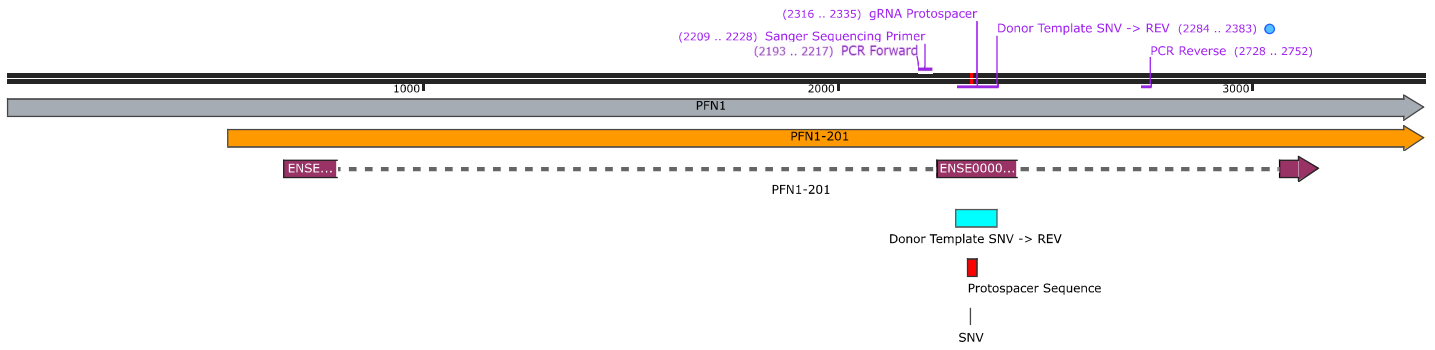 (2316 .. 2335) gRNA Protospacer
Donor Template SNV -> REV (2284 .. 2383)
(2209 .. 2228) Sanger Sequencing Primer
(2193 .. 2217) PCR Forward
PCR Reverse (2728 .. 2752)
1000
2000
3000
PFN1
PFN1-201
ENSE...
ENSE0000...
PFN1-201
Donor Template SNV -> REV
Protospacer Sequence
SNV